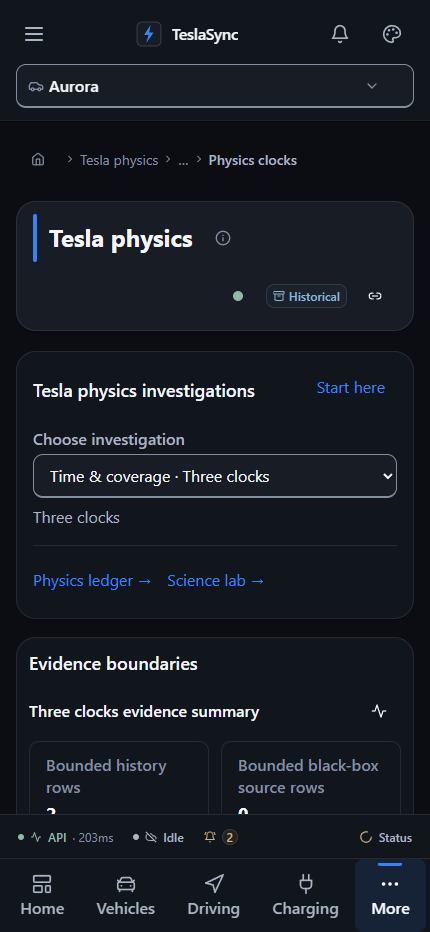 TeslaSync
Aurora
Tesla physics
...
Physics clocks
Tesla physics
Historical
Tesla physics investigations
Start here
Choose investigation
Time & coverage · Three clocks
Three clocks
Physics ledger → Science lab →
Evidence boundaries
Three clocks evidence summary
Bounded history
rows
Bounded black-box
source rows
API · 203ms
Idle
2
Status
Home
Vehicles
Driving
Charging
More